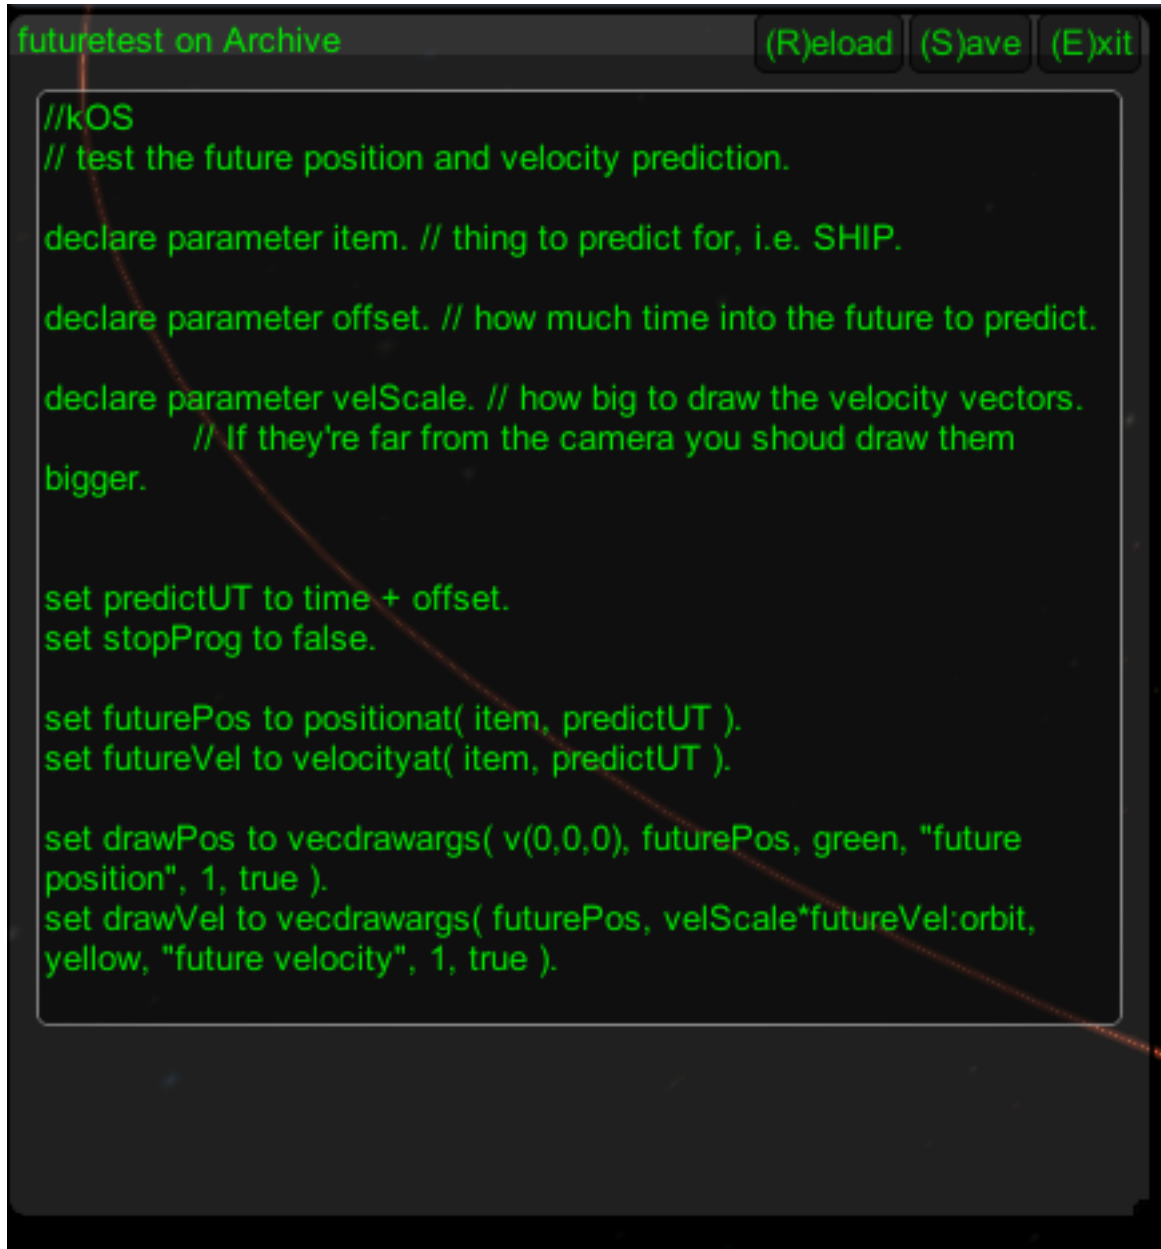 futuretest on Archive
(R)eload (S)ave (E)xit
//kOS
// test the future position and velocity prediction.
declare parameter item. // thing to predict for, i.e. SHIP.
declare parameter offset. // how much time into the future to predict.
declare parameter velScale. // how big to draw the velocity vectors.
// If they're far from the camera you shoud draw them
bigger.
set predictUT to time + offset.
set stopProg to false.
set futurePos to positionat( item, predictUT ).
set futureVel to velocityat( item, predictUT ).
set drawPos to vecdrawargs( v(0,0,0), futurePos, green, "future
position", 1, true ).
set drawVel to vecdrawargs( futurePos, velScale*futureVel:orbit,
yellow, "future velocity", 1, true ).